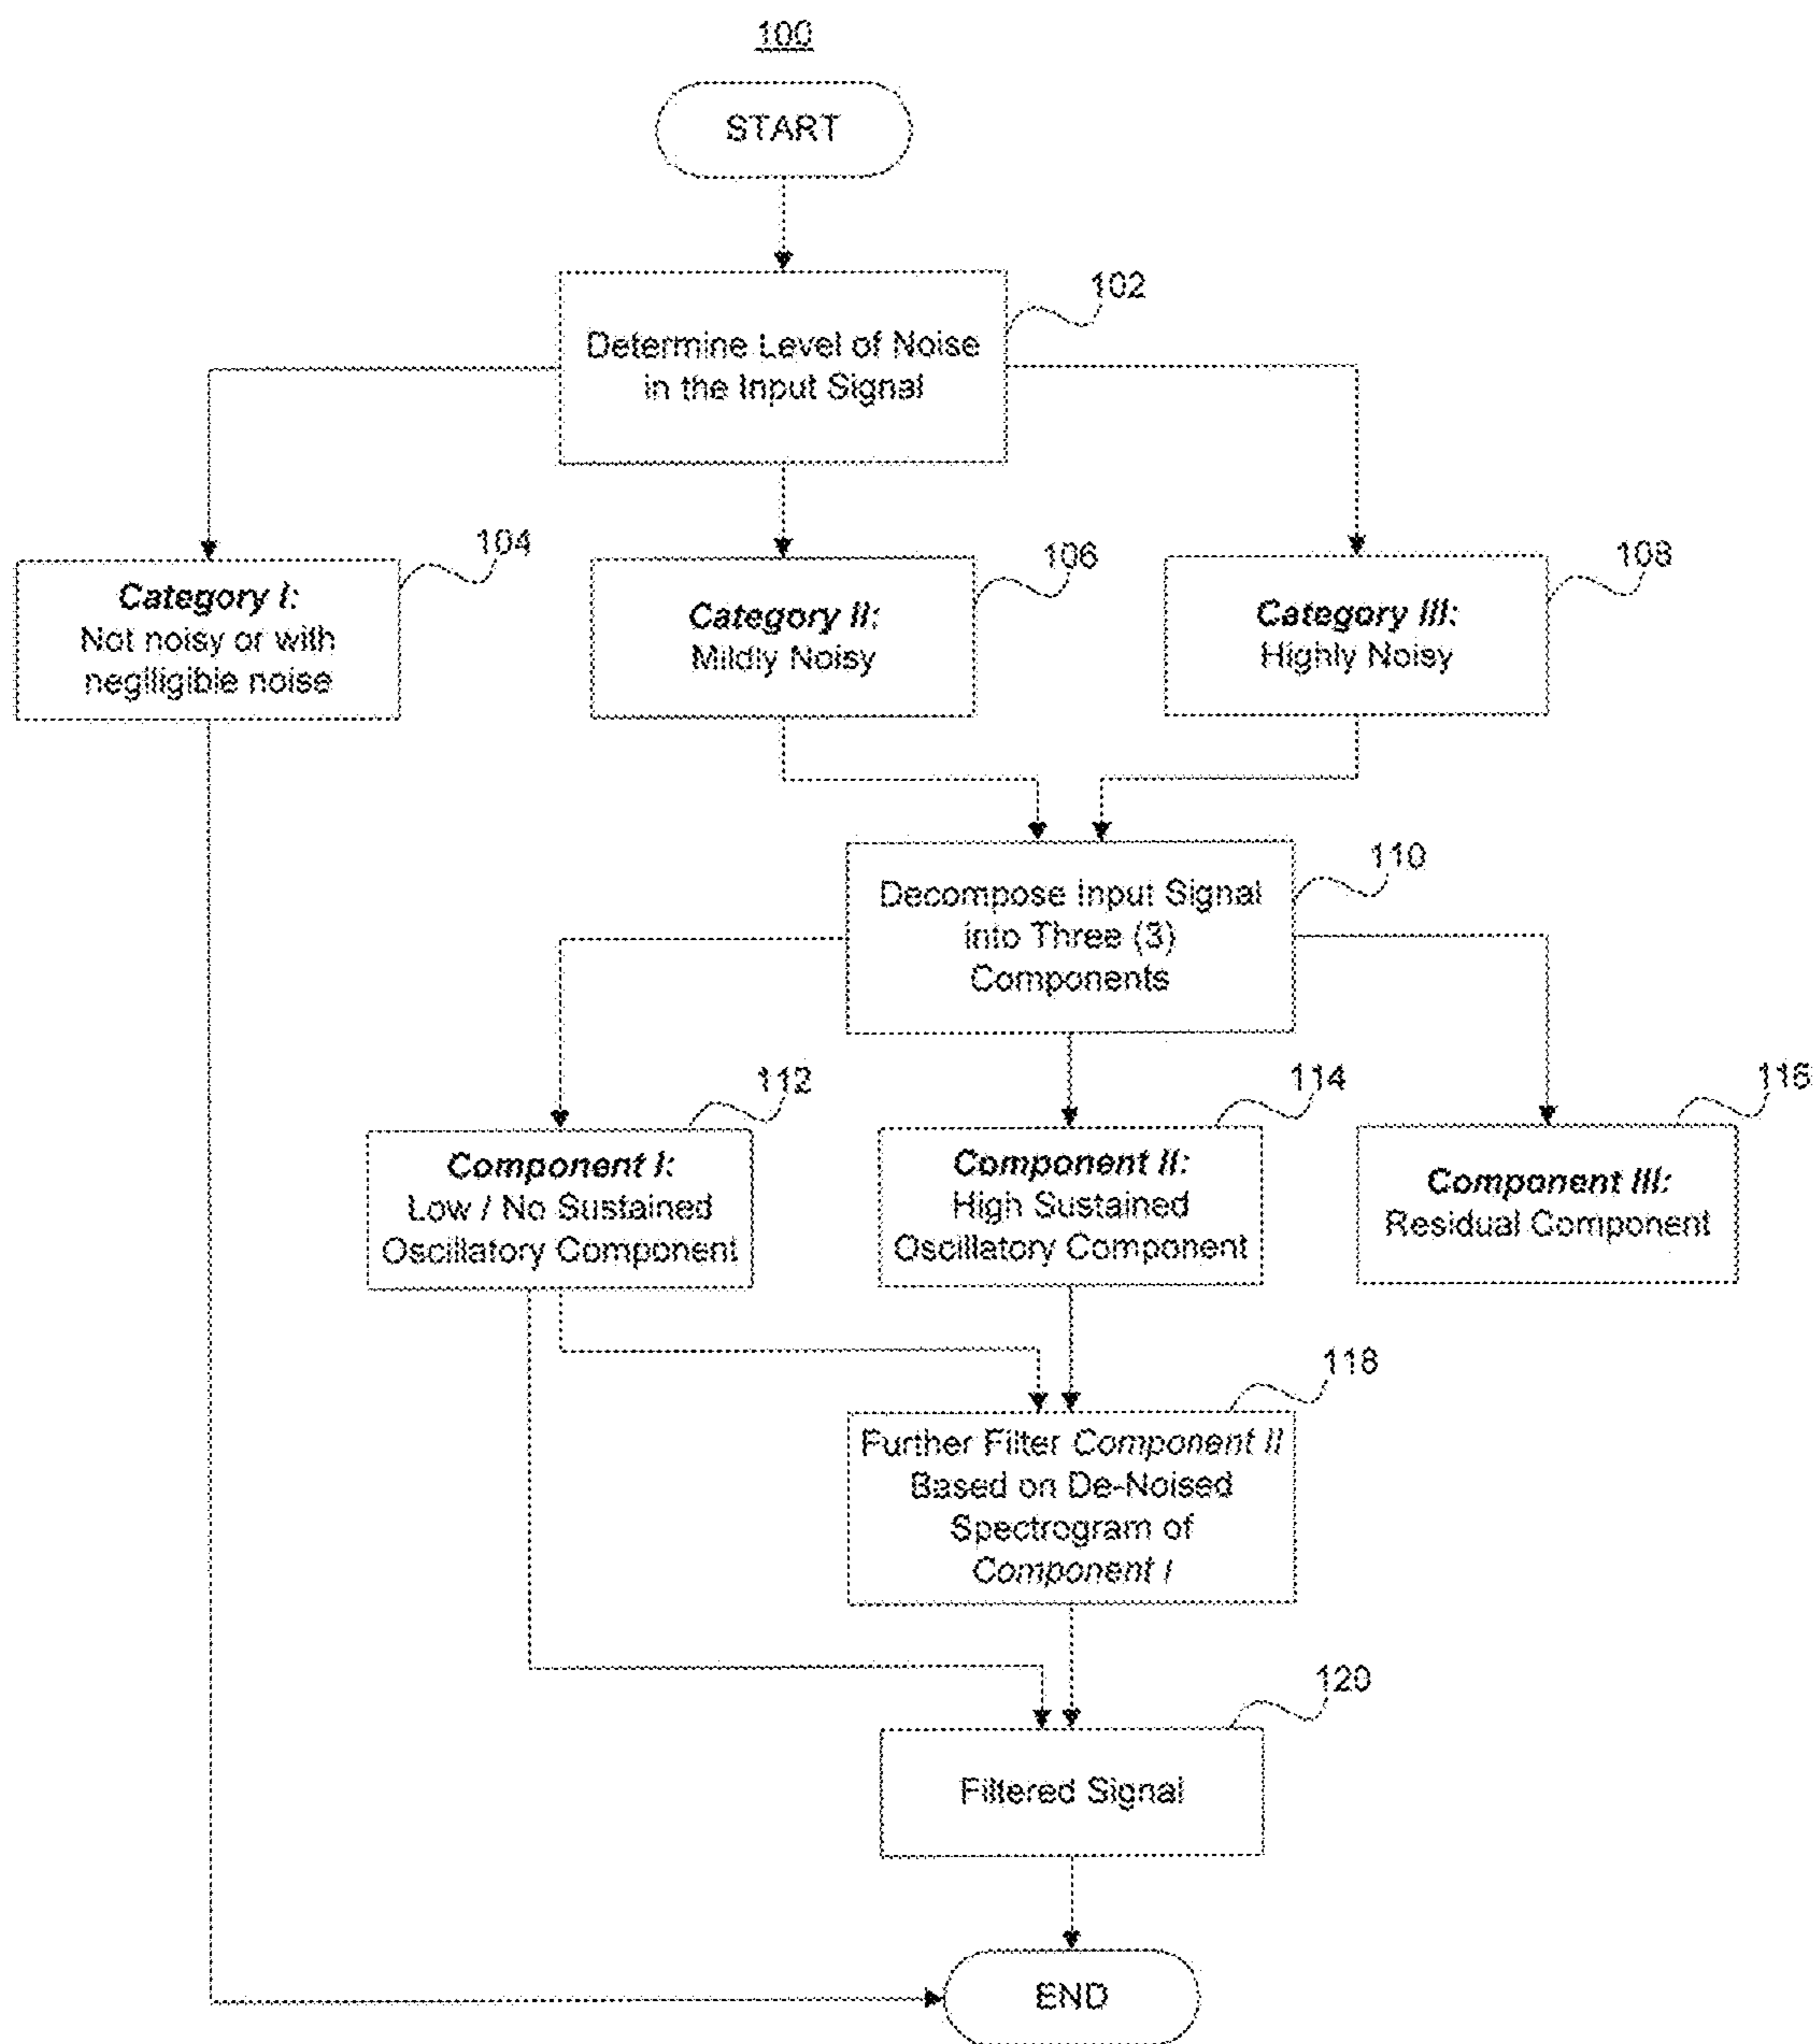 100
START
102
Determine Level of Noise
in the Input Signal
104
Category I:
Not noisy or with
negligible noise
106
Category II:
Mildly Noisy
108
Category III:
Highly Noisy
110
Decompose Input Signal
into Three (3)
Components
112
Component I:
Low / No Sustained
Oscillatory Component
114
Component II:
High Sustained
Oscillatory Component
116
Component III:
Residual Component
118
Further Filter Component II
Based on De-Noised
Spectrogram of
Component I
120
Filtered Signal
END